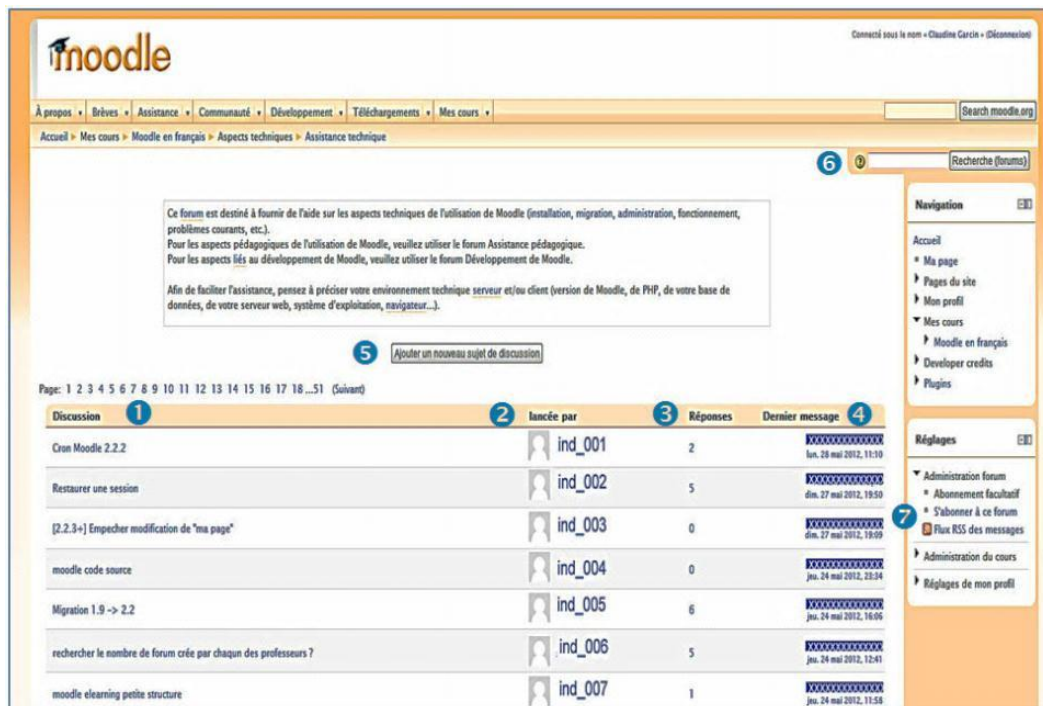 Connecté sous le nom « Claudine Garcin » (Déconnexion)
moodle
À propos Brèves Assistance Communauté Développement Téléchargements Mes cours Search moodle.org
Accueil Mes cours Moodle en français Aspects techniques Assistance technique
6 Recherche (forums)
Ce forum est destiné à fournir de l'aide sur les aspects techniques de l'utilisation de Moodle (installation, migration, administration, fonctionnement,
problèmes courants, etc.).
Pour les aspects pédagogiques de l'utilisation de Moodle, veuillez utiliser le forum Assistance pédagogique.
Pour les aspects liés au développement de Moodle, veuillez utiliser le forum Développement de Moodle.
Afin de faciliter l'assistance, pensez à préciser votre environnement technique serveur et/ou client (version de Moodle, de PHP, de votre base de
données, de votre serveur web, système d'exploitation, navigateur...).
5 Ajouter un nouveau sujet de discussion
Page: 1 2 3 4 5 6 7 8 9 10 11 12 13 14 15 16 17 18 ...51 (Suivant)
Discussion 1 2 lancée par 3 Réponses Dernier message 4
Cron Moodle 2.2.2 ind_001 2 XXXXXXXXXXXXX
lun. 28 mai 2012, 11:10
Restaurer une session ind_002 5 XXXXXXXXXXXXX
dim. 27 mai 2012, 19:50
[2.2.3+] Empecher modification de "ma page" ind_003 0 XXXXXXXXXXXXX
dim. 27 mai 2012, 19:09
moodle code source ind_004 0 XXXXXXXXXXXXX
jeu. 24 mai 2012, 23:34
Migration 1.9 -> 2.2 ind_005 6 XXXXXXXXXXXXX
jeu. 24 mai 2012, 16:06
rechercher le nombre de forum crée par chaqun des professeurs ? ind_006 5 XXXXXXXXXXXXX
jeu. 24 mai 2012, 12:41
moodle elearning petite structure ind_007 1 XXXXXXXXXXXXX
jeu. 24 mai 2012, 11:58
Navigation
Accueil
Ma page
Pages du site
Mon profil
Mes cours
Moodle en français
Developer credits
Plugins
Réglages
Administration forum
Abonnement facultatif
7 S'abonner à ce forum
Flux RSS des messages
Administration du cours
Réglages de mon profil